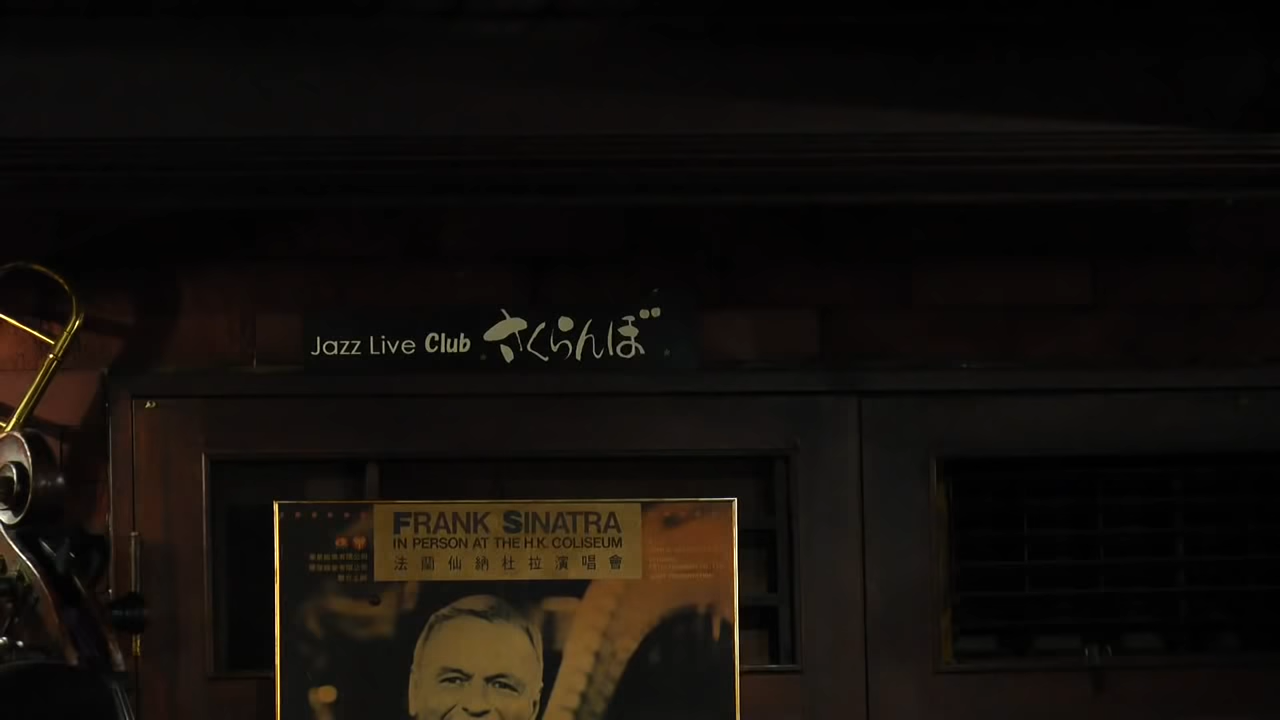 Jazz Live Club さくらんぼ
FRANK SINATRA
IN PERSON AT THE H.K. COLISEUM
法蘭仙納杜拉演唱會